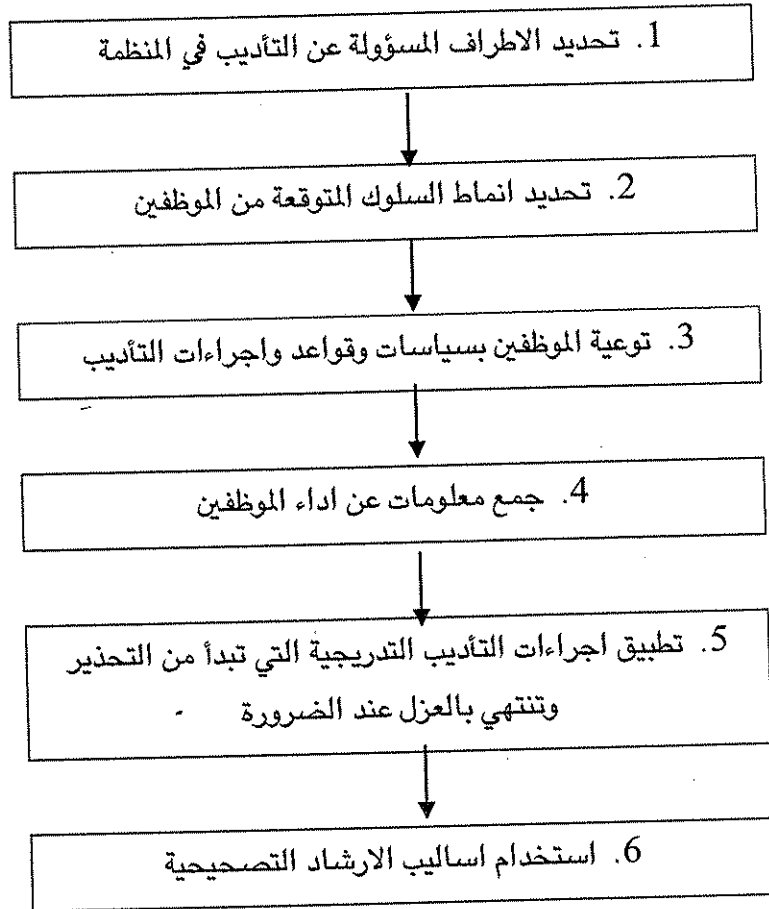 1. تحديد الاطراف المسؤولة عن التأديب في المنظمة
2. تحديد انماط السلوك المتوقعة من الموظفين
3. توعية الموظفين بسياسات وقواعد واجراءات التأديب
4. جمع معلومات عن اداء الموظفين
5. تطبيق اجراءات التأديب التدريجية التي تبدأ من التحذير
وتنتهي بالعزل عند الضرورة
6. استخدام اساليب الارشاد التصحيحية